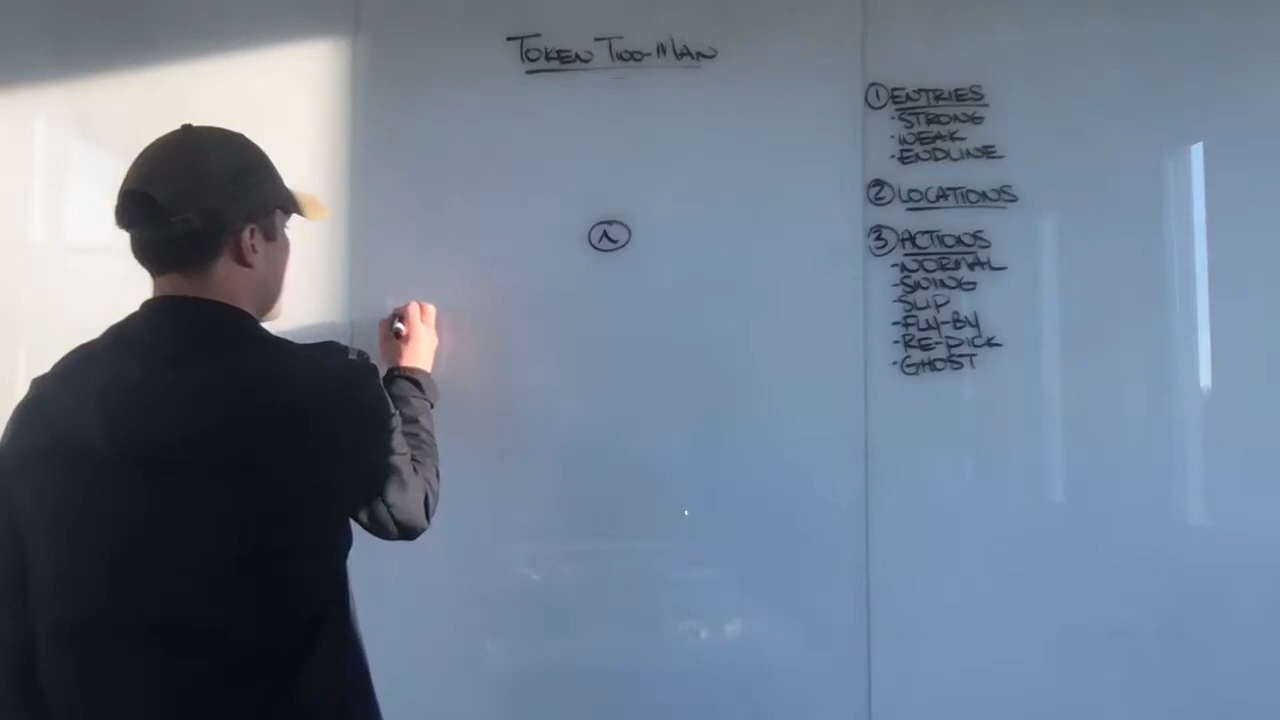 TOKEN TWO-MAN
① ENTRIES
-STRONG
-WEAK
-ENDLINE
② LOCATIONS
③ ACTIONS
-NORMAL
-SWING
-SLIP
-FLY-BY
-RE-PICK
-GHOST